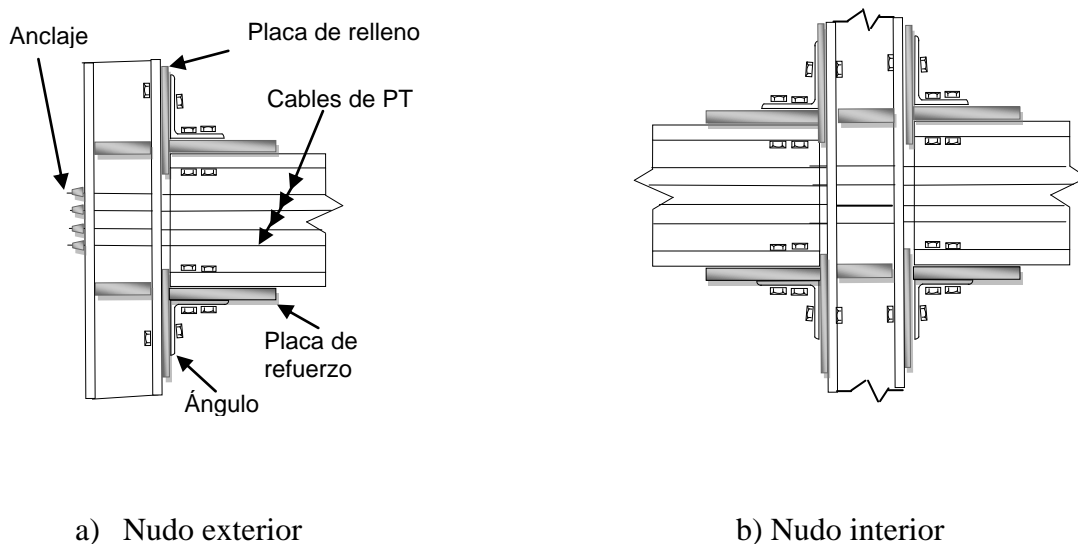 Placa de relleno
Anclaje
Cables de PT
Placa de
refuerzo
Ángulo
a) Nudo exterior
b) Nudo interior